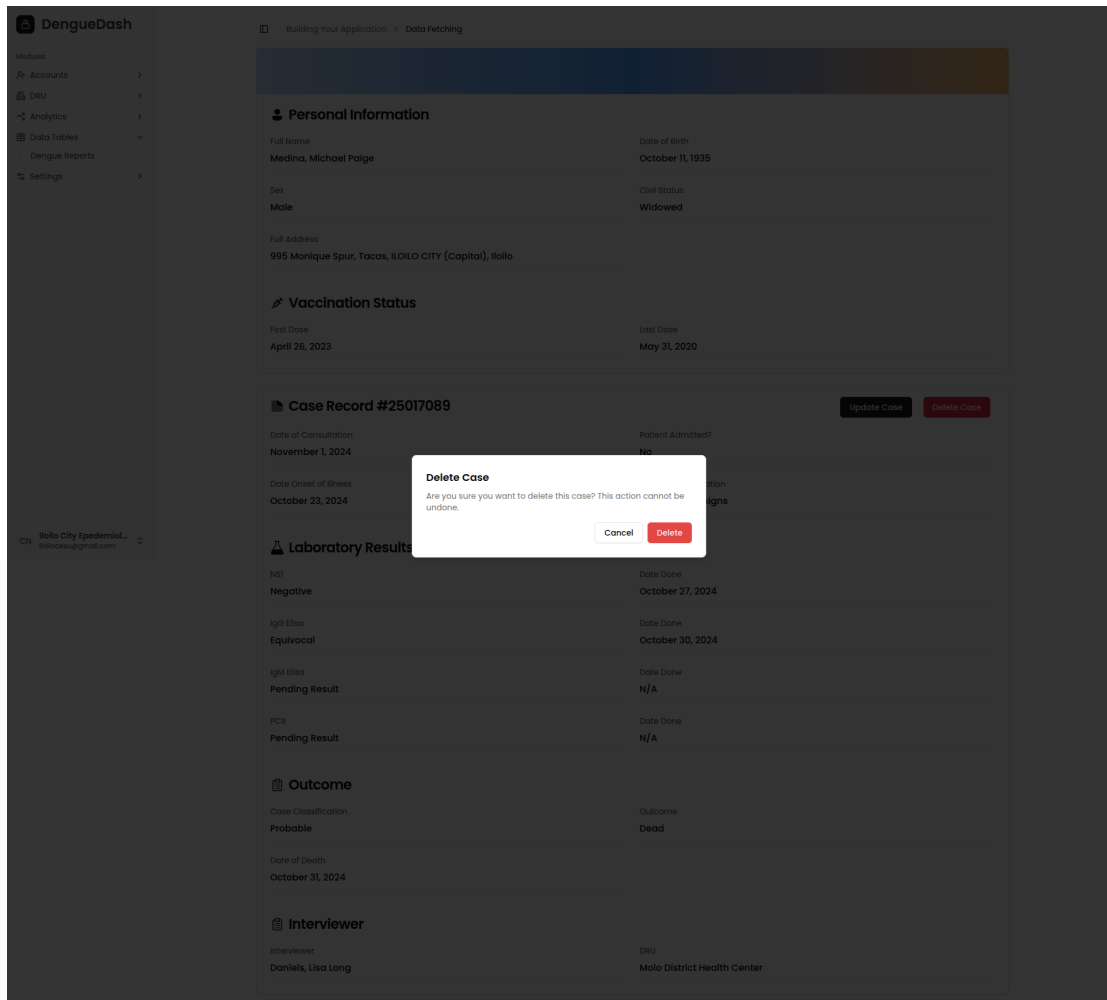 DengueDash
Building Your Application > Data Fetching
Modules
Accounts
DRU
Analytics
Data Tables
Dengue Reports
Settings
CN
Iloilo City Epedemiol...
iloilocesu@gmail.com
Personal Information
Full Name
Medina, Michael Paige
Date of Birth
October 11, 1935
Sex
Male
Civil Status
Widowed
Full Address
995 Monique Spur, Tacas, ILOILO CITY (Capital), Iloilo
Vaccination Status
First Dose
April 26, 2023
Last Dose
May 31, 2020
Case Record #25017089
Update Case
Delete Case
Date of Consultation
November 1, 2024
Patient Admitted?
No
Date Onset of Illness
October 23, 2024
Delete Case
Are you sure you want to delete this case? This action cannot be
undone.
Cancel
Delete
Laboratory Results
NS1
Negative
Date Done
October 27, 2024
IgG Elisa
Equivocal
Date Done
October 30, 2024
IgM Elisa
Pending Result
Date Done
N/A
PCR
Pending Result
Date Done
N/A
Outcome
Case Classification
Probable
Outcome
Dead
Date of Death
October 31, 2024
Interviewer
Interviewer
Daniels, Lisa Long
DRU
Molo District Health Center